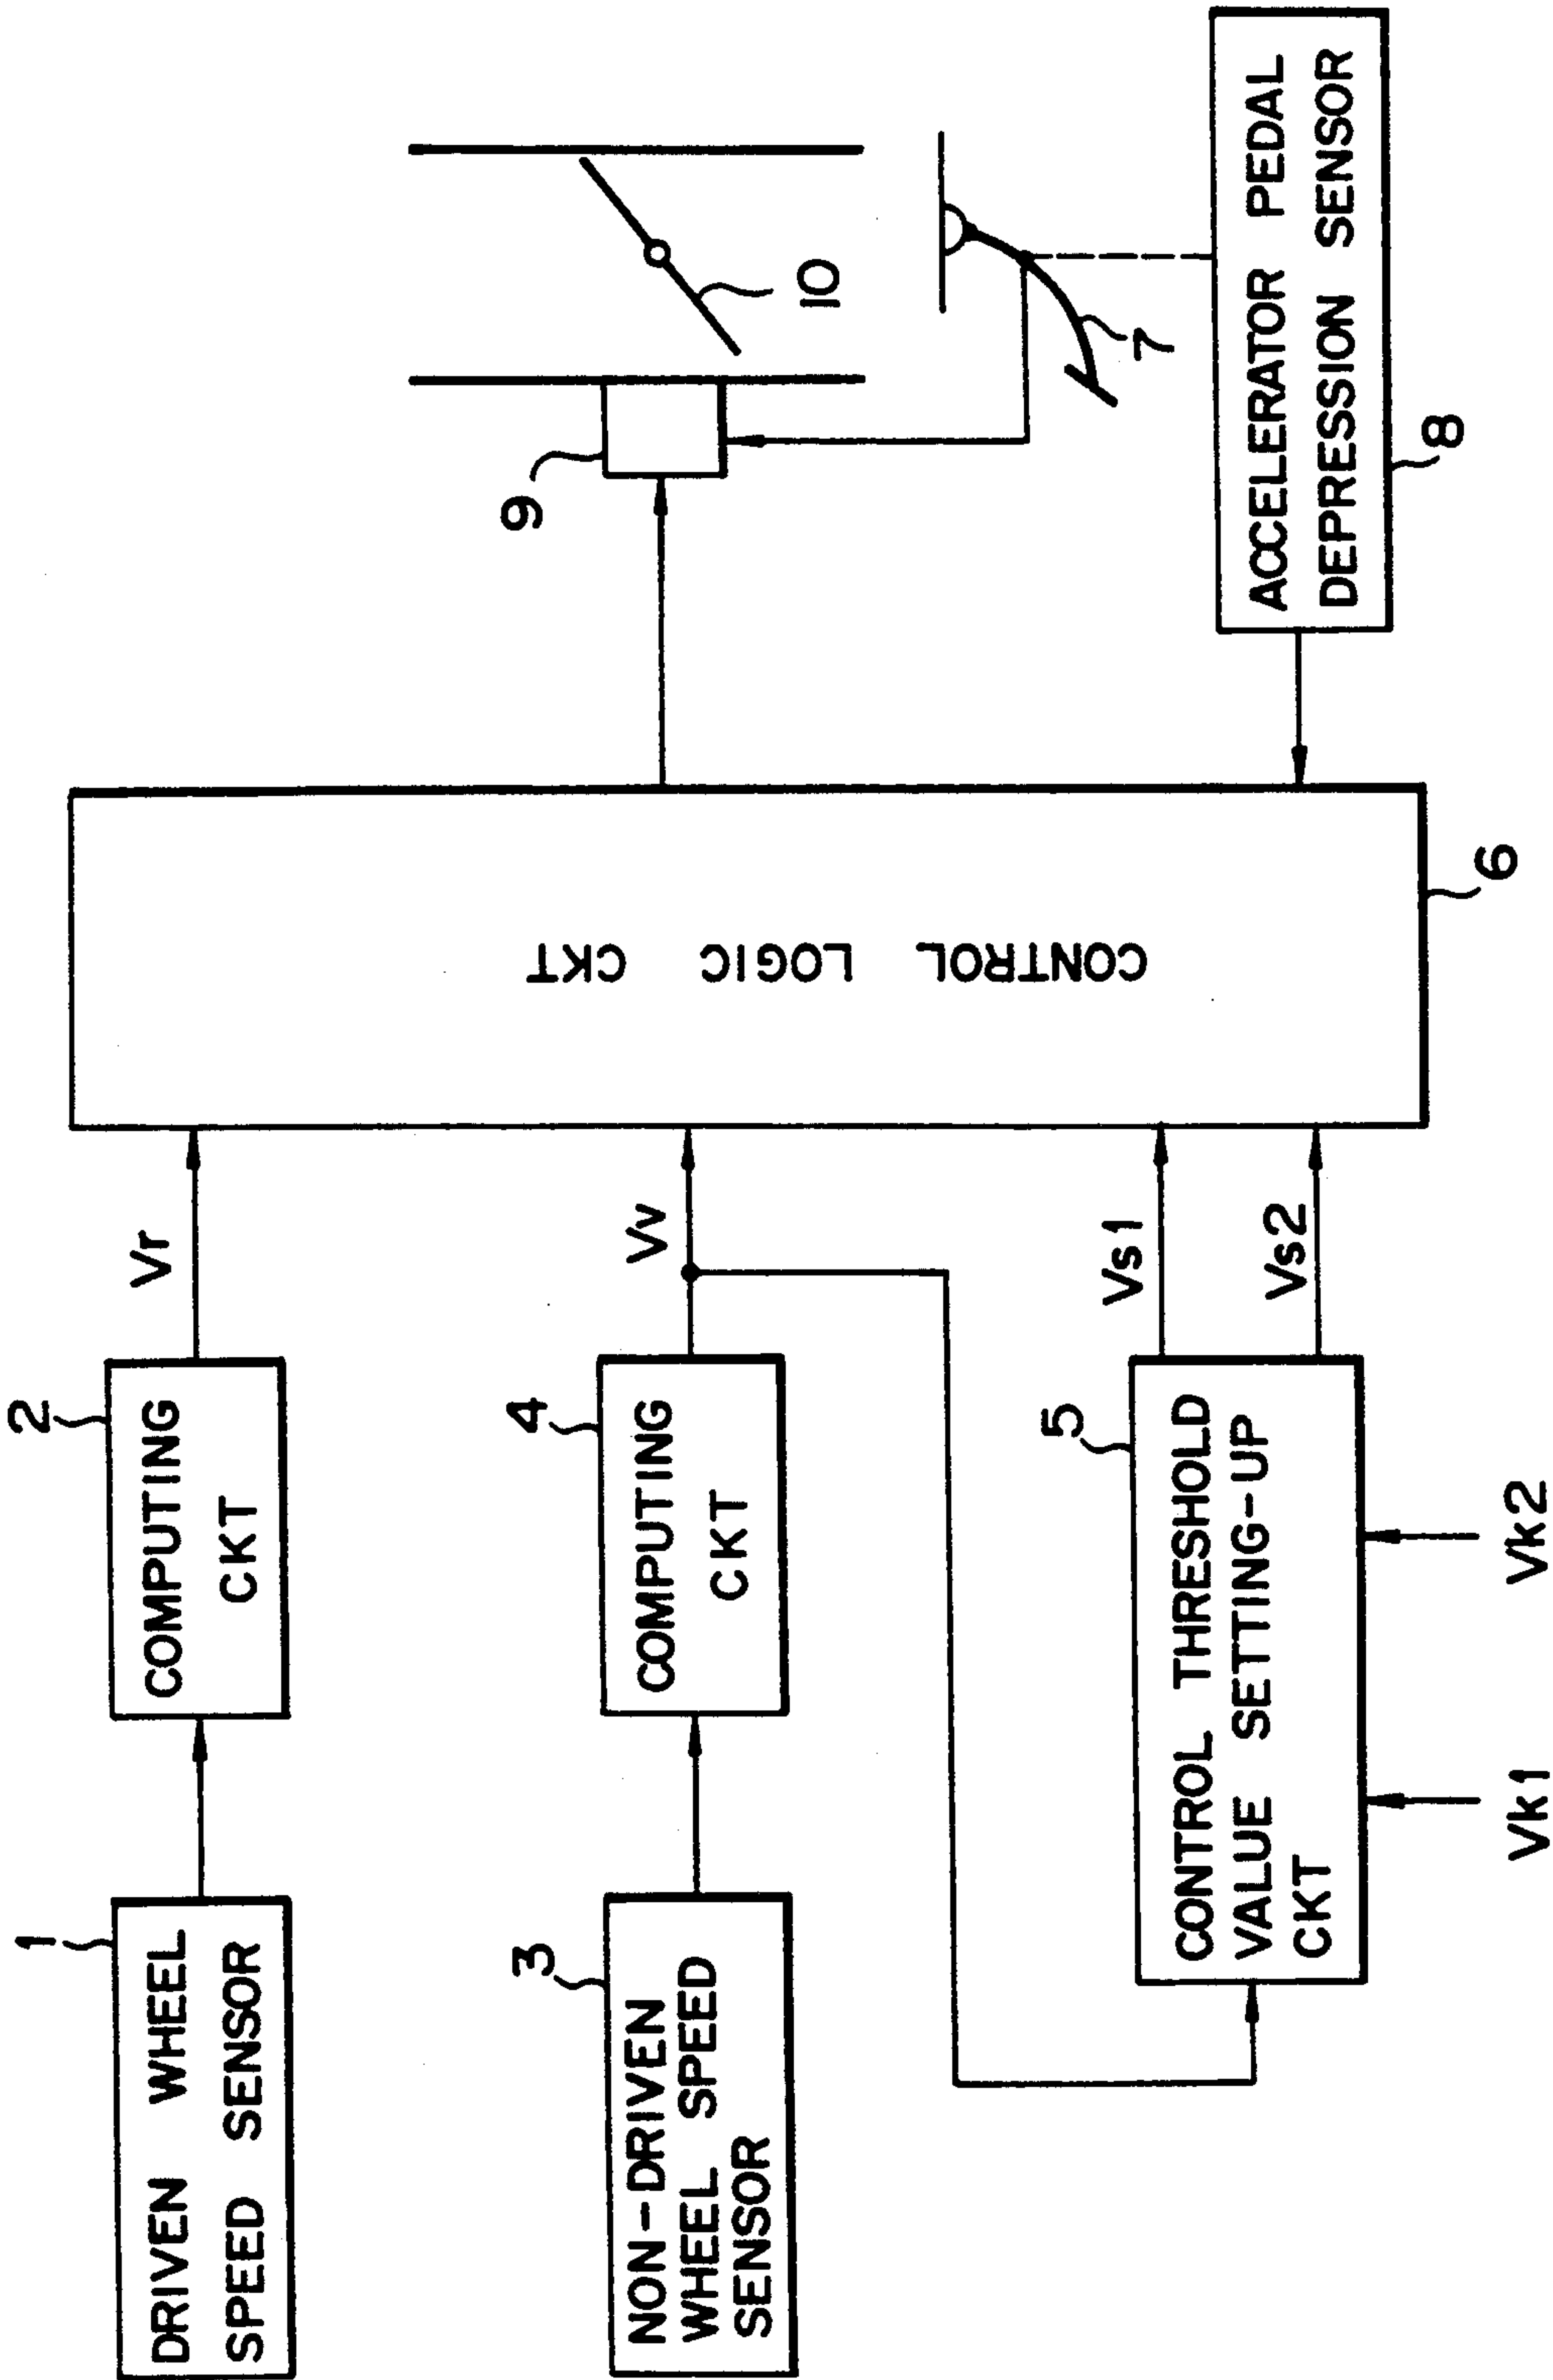 1
DRIVEN WHEEL
SPEED SENSOR
2
COMPUTING
CKT
Vr
3
NON-DRIVEN
WHEEL SPEED
SENSOR
4
COMPUTING
CKT
Vv
5
CONTROL THRESHOLD
VALUE SETTING-UP
CKT
Vk1
Vk2
Vs1
Vs2
CONTROL LOGIC CKT
6
9
10
7
ACCELERATOR PEDAL
DEPRESSION SENSOR
8